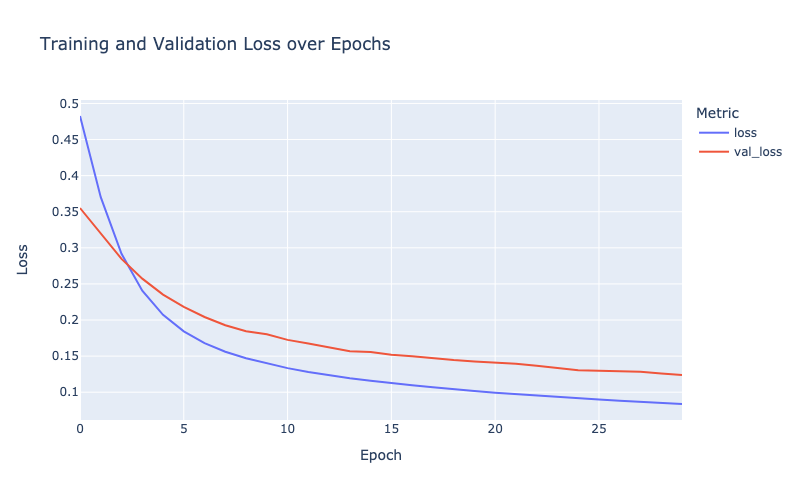 Training and Validation Loss over Epochs
Metric
loss
val_loss
Loss
0.5
0.45
0.4
0.35
0.3
0.25
0.2
0.15
0.1
0 5 10 15 20 25
Epoch